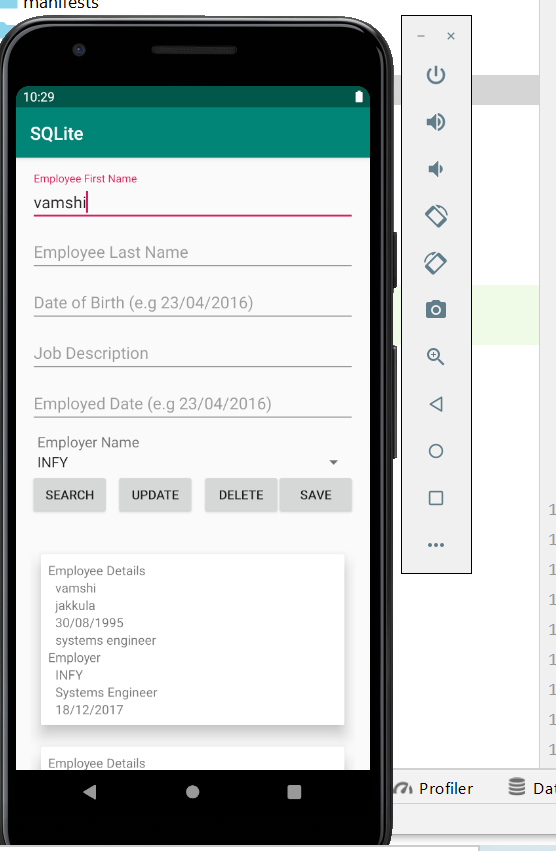 manifests
10:29
SQLite
Employee First Name
vamshi
Employee Last Name
Date of Birth (e.g 23/04/2016)
Job Description
Employed Date (e.g 23/04/2016)
Employer Name
INFY
SEARCH UPDATE DELETE SAVE
Employee Details
vamshi
jakkula
30/08/1995
systems engineer
Employer
INFY
Systems Engineer
18/12/2017
Employee Details
1
1
1
1
1
1
1
1
1
Profiler Dat